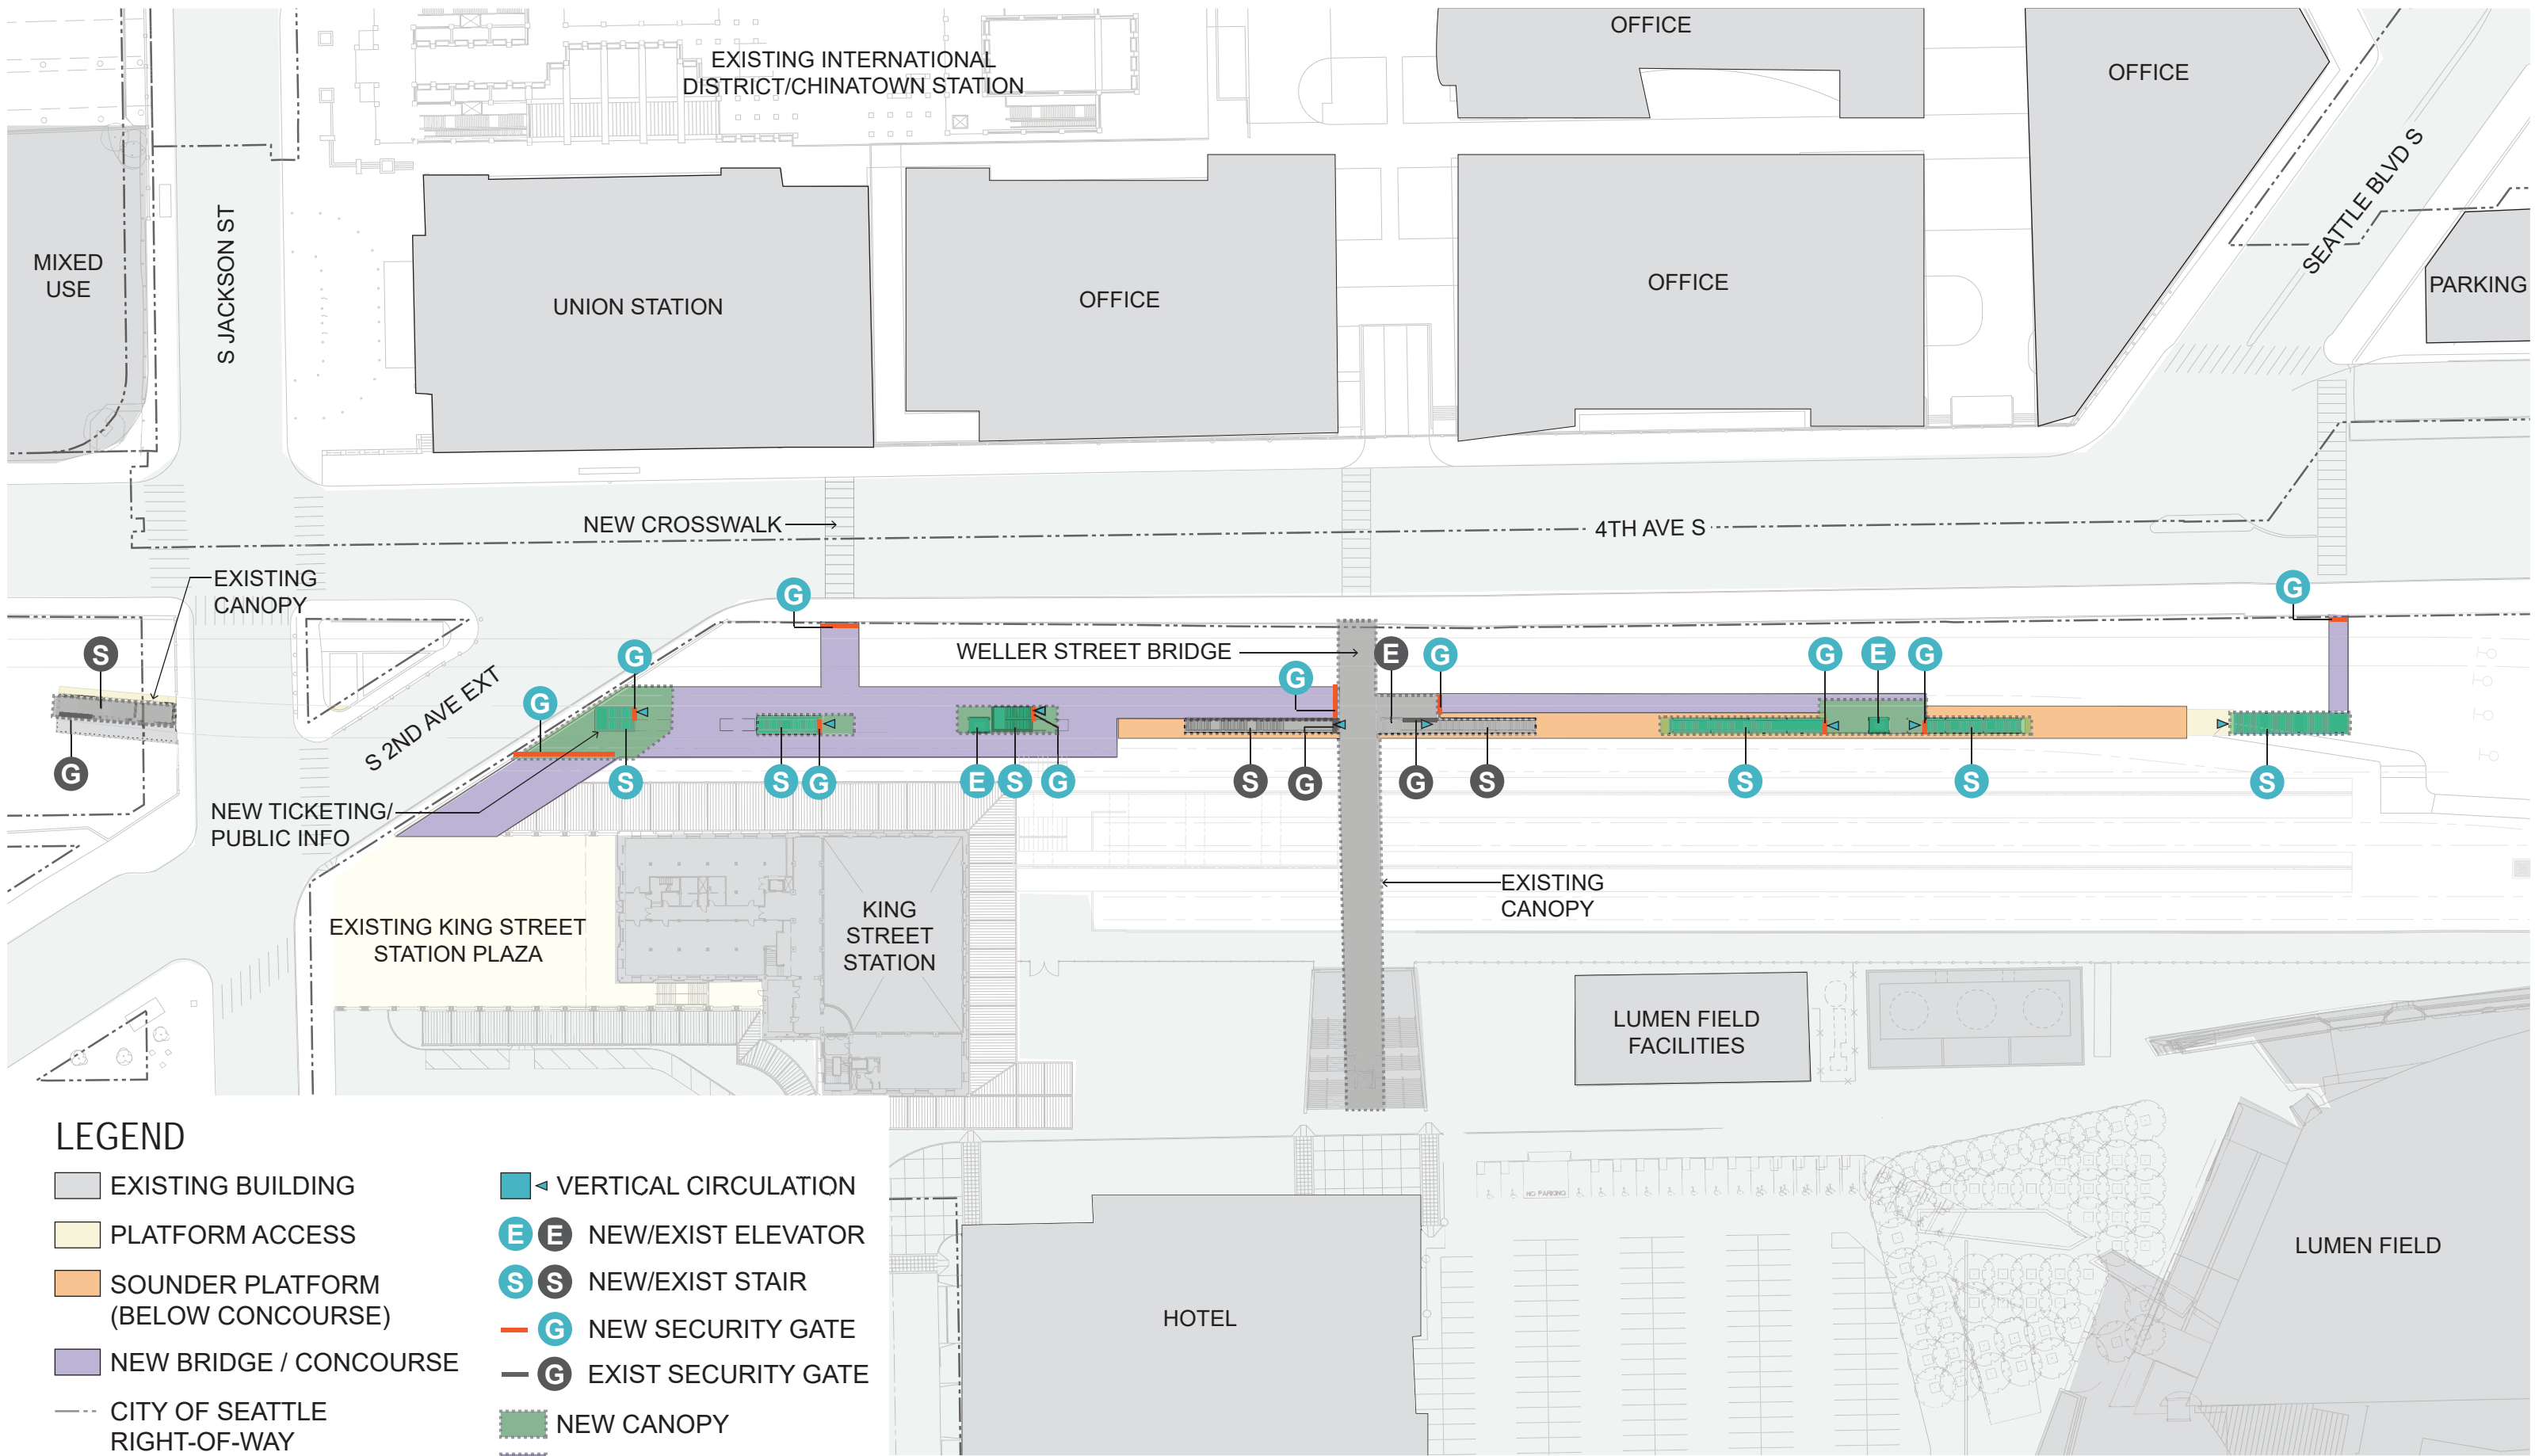 OFFICE
EXISTING INTERNATIONAL
DISTRICT/CHINATOWN STATION
OFFICE
SEATTLE BLVD S
S JACKSON ST
MIXED
USE
UNION STATION
OFFICE
OFFICE
PARKING
NEW CROSSWALK
4TH AVE S
EXISTING
CANOPY
G
G
S
G
WELLER STREET BRIDGE
E
G
G
E
G
G
G
S 2ND AVE EXT
G
S
S
G
E
S
G
S
G
G
S
S
S
S
NEW TICKETING/
PUBLIC INFO
EXISTING
CANOPY
EXISTING KING STREET
STATION PLAZA
KING
STREET
STATION
LUMEN FIELD
FACILITIES
NO PARKING
LUMEN FIELD
HOTEL
LEGEND
EXISTING BUILDING
PLATFORM ACCESS
SOUNDER PLATFORM
(BELOW CONCOURSE)
NEW BRIDGE / CONCOURSE
CITY OF SEATTLE
RIGHT-OF-WAY
VERTICAL CIRCULATION
E E NEW/EXIST ELEVATOR
S S NEW/EXIST STAIR
G NEW SECURITY GATE
G EXIST SECURITY GATE
NEW CANOPY